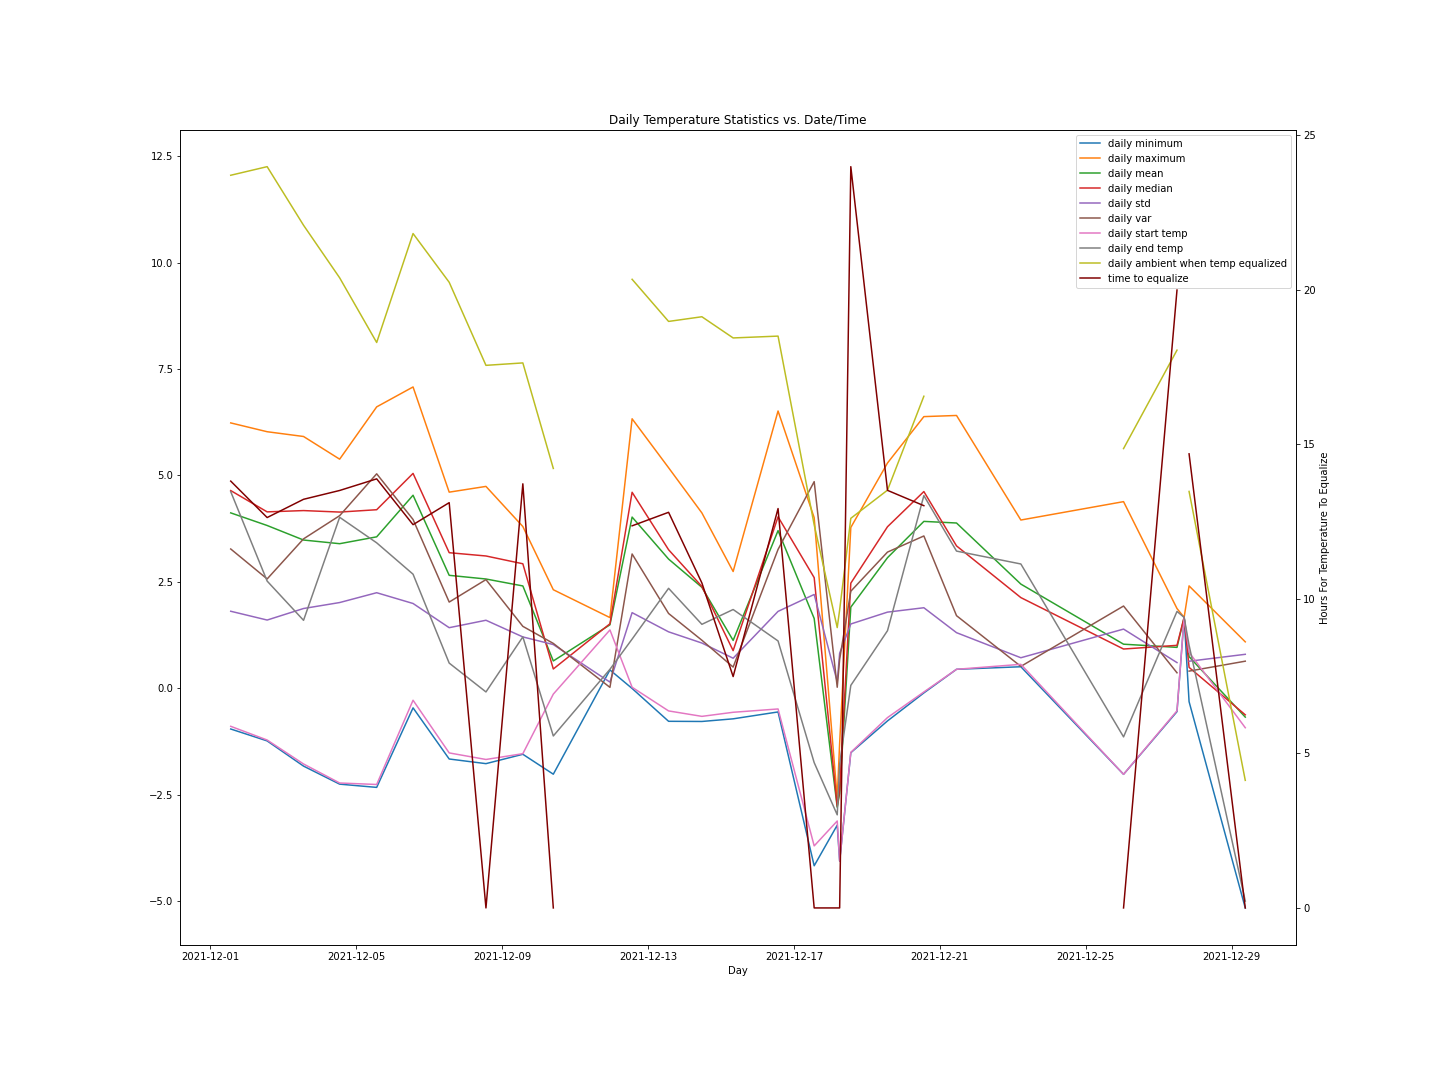 Daily Temperature Statistics vs. Date/Time
daily minimum
daily maximum
daily mean
daily median
daily std
daily var
daily start temp
daily end temp
daily ambient when temp equalized
time to equalize
12.5
10.0
7.5
5.0
2.5
0.0
−2.5
−5.0
25
20
15
10
5
0
Hours For Temperature To Equalize
2021-12-01
2021-12-05
2021-12-09
2021-12-13
2021-12-17
2021-12-21
2021-12-25
2021-12-29
Day